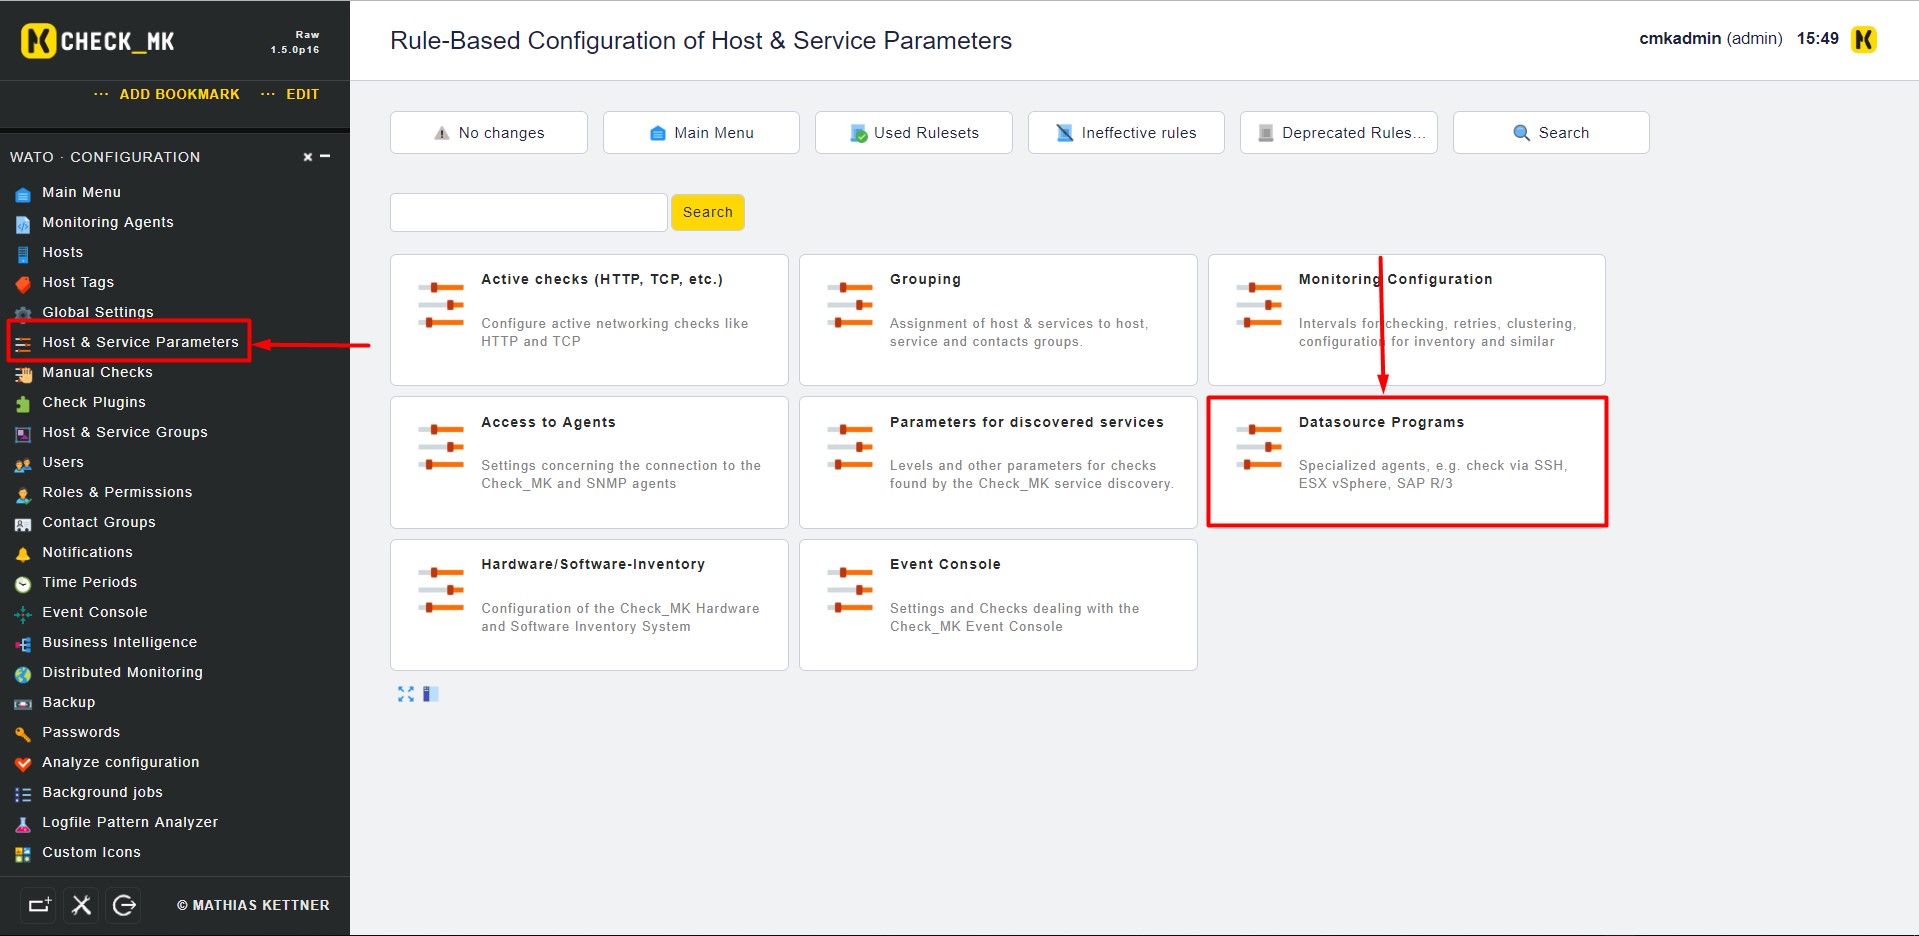 CHECK_MK
Raw
1.5.0p16
··· ADD BOOKMARK ··· EDIT
WATO · CONFIGURATION
Main Menu
Monitoring Agents
Hosts
Host Tags
Global Settings
Host & Service Parameters
Manual Checks
Check Plugins
Host & Service Groups
Users
Roles & Permissions
Contact Groups
Notifications
Time Periods
Event Console
Business Intelligence
Distributed Monitoring
Backup
Passwords
Analyze configuration
Background jobs
Logfile Pattern Analyzer
Custom Icons
© MATHIAS KETTNER
Rule-Based Configuration of Host & Service Parameters
cmkadmin (admin) 15:49
No changes
Main Menu
Used Rulesets
Ineffective rules
Deprecated Rules...
Search
Search
Active checks (HTTP, TCP, etc.)
Configure active networking checks like
HTTP and TCP
Grouping
Assignment of host & services to host,
service and contacts groups.
Monitoring Configuration
Intervals for checking, retries, clustering,
configuration for inventory and similar
Access to Agents
Settings concerning the connection to the
Check_MK and SNMP agents
Parameters for discovered services
Levels and other parameters for checks
found by the Check_MK service discovery.
Datasource Programs
Specialized agents, e.g. check via SSH,
ESX vSphere, SAP R/3
Hardware/Software-Inventory
Configuration of the Check_MK Hardware
and Software Inventory System
Event Console
Settings and Checks dealing with the
Check_MK Event Console